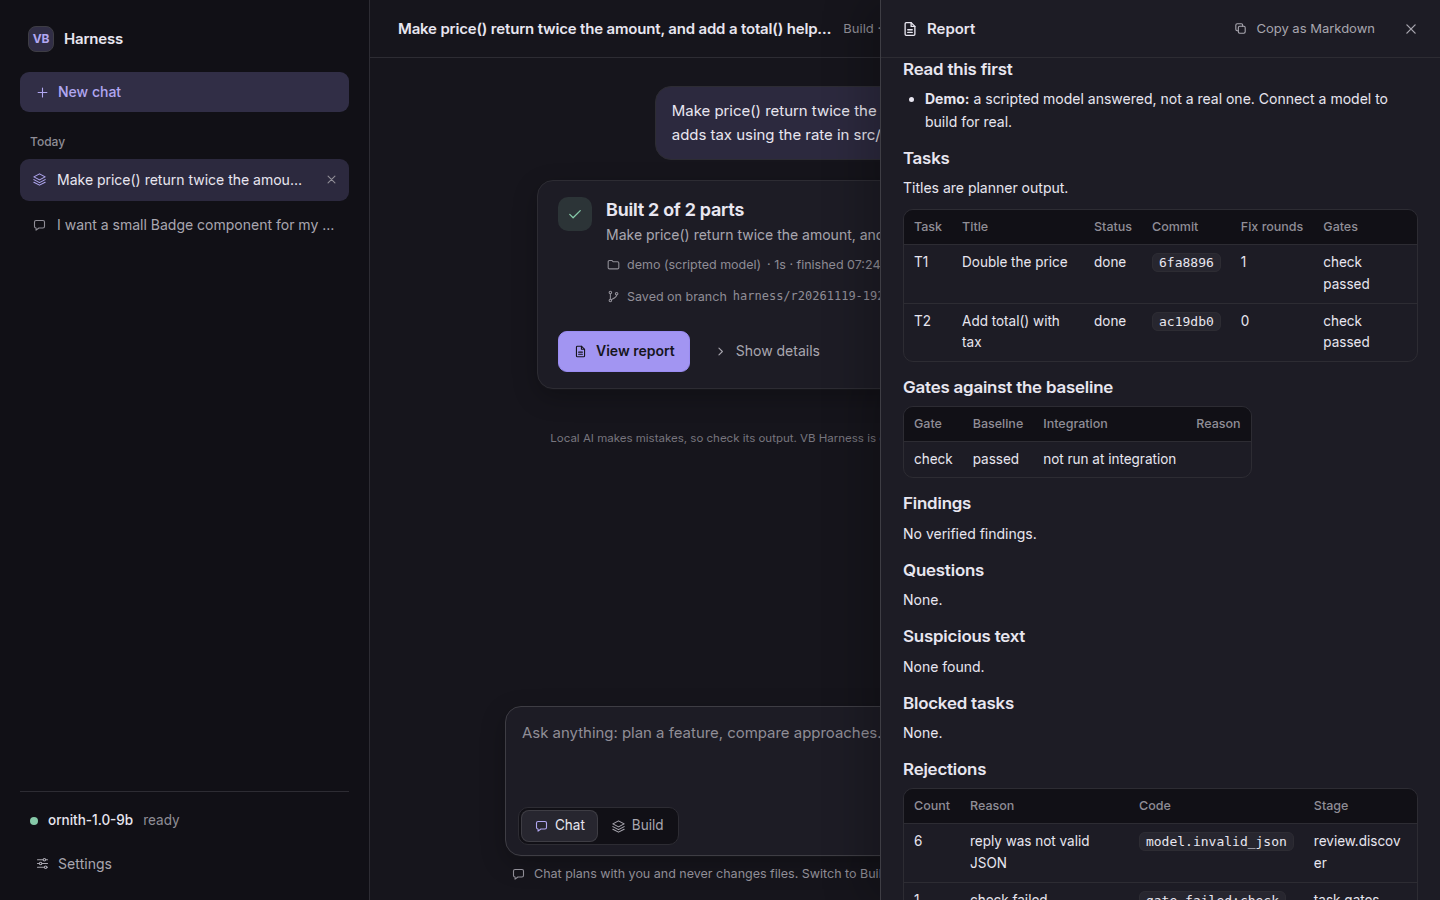 VB Harness
New chat
Today
Make price() return twice the amou...
I want a small Badge component for my ...
ornith-1.0-9b ready
Settings
Make price() return twice the amount, and add a total() help... Build
Make price() return twice the
adds tax using the rate in src/
Built 2 of 2 parts
Make price() return twice the amount, and
demo (scripted model) · 1s · finished 07:24
Saved on branch harness/r20261119-192
View report
Show details
Local AI makes mistakes, so check its output. VB Harness is
Ask anything: plan a feature, compare approaches.
Chat
Build
Chat plans with you and never changes files. Switch to Buil
Report
Copy as Markdown
Read this first
• Demo: a scripted model answered, not a real one. Connect a model to
build for real.
Tasks
Titles are planner output.
Task Title Status Commit Fix rounds Gates
T1 Double the price done 6fa8896 1 check
passed
T2 Add total() with done ac19db0 0 check
tax passed
Gates against the baseline
Gate Baseline Integration Reason
check passed not run at integration
Findings
No verified findings.
Questions
None.
Suspicious text
None found.
Blocked tasks
None.
Rejections
Count Reason Code Stage
6 reply was not valid model.invalid_json review.discov
JSON er
1 check failed gate.failed:check task.gates